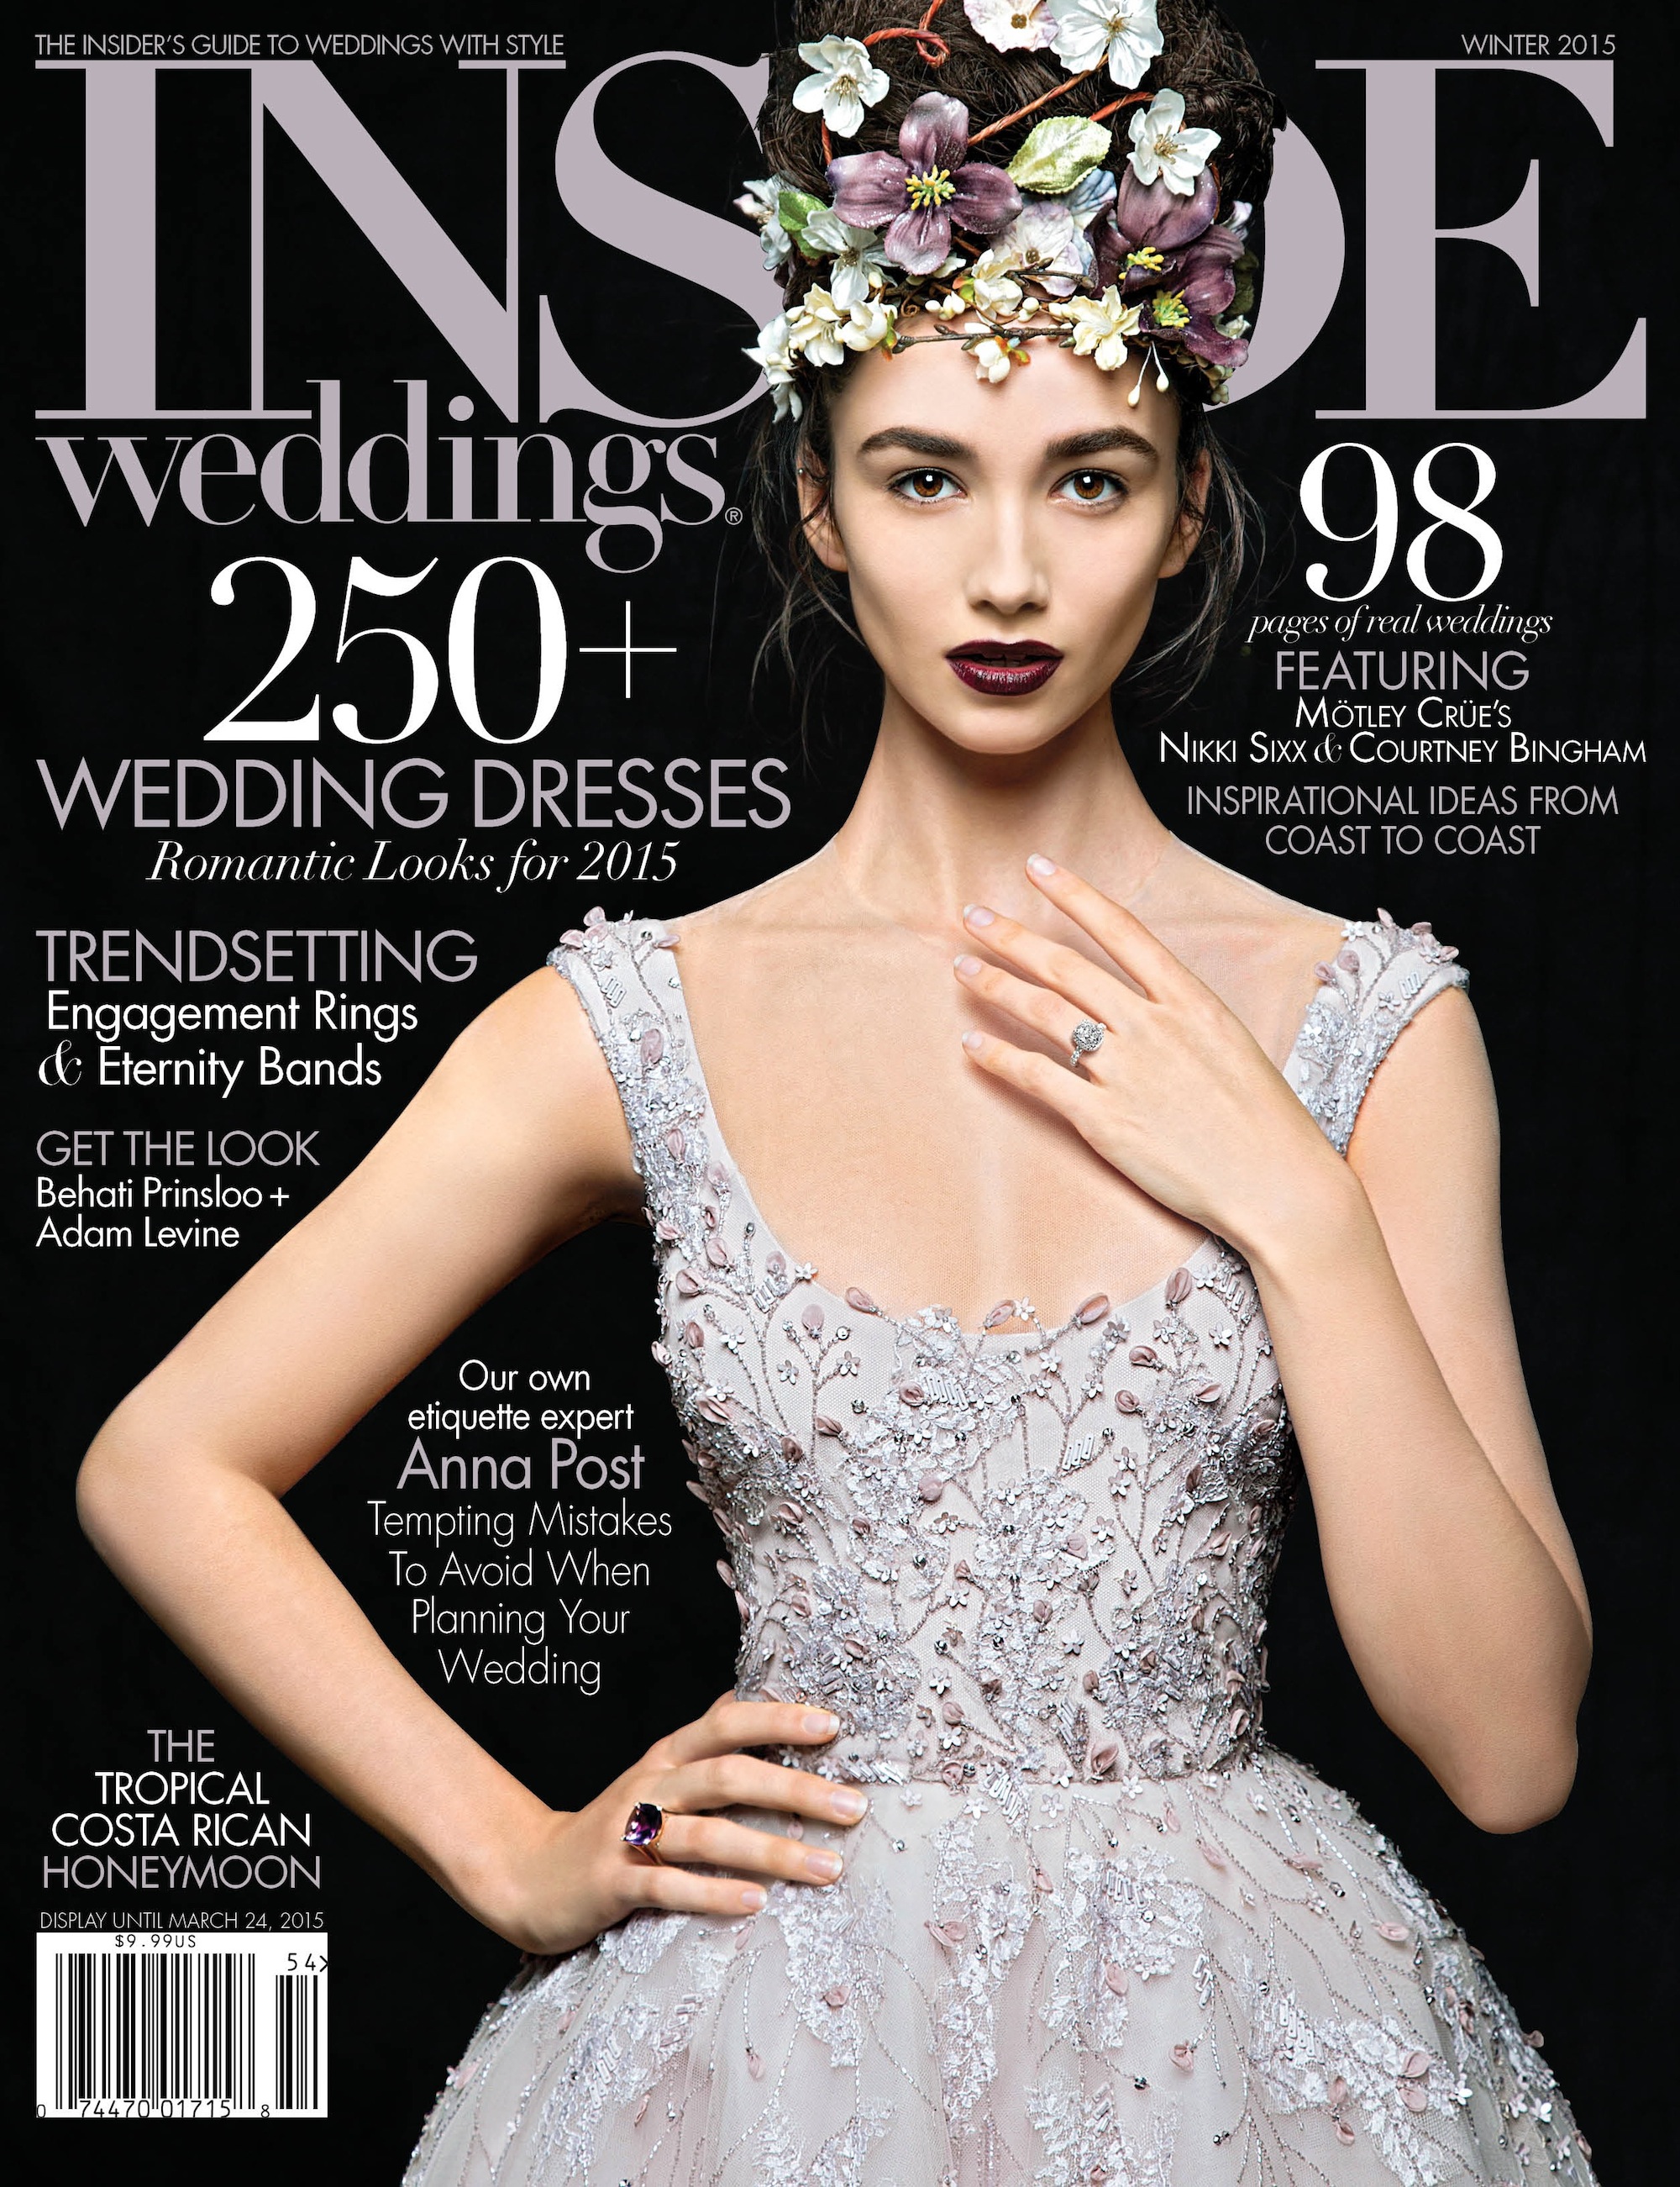 THE INSIDER'S GUIDE TO WEDDINGS WITH STYLE
WINTER 2015
INSIDE
weddings®
250+
WEDDING DRESSES
Romantic Looks for 2015
98
pages of real weddings
FEATURING
MÖTLEY CRÜE'S
NIKKI SIXX & COURTNEY BINGHAM
INSPIRATIONAL IDEAS FROM
COAST TO COAST
TRENDSETTING
Engagement Rings
& Eternity Bands
GET THE LOOK
Behati Prinsloo +
Adam Levine
Our own
etiquette expert
Anna Post
Tempting Mistakes
To Avoid When
Planning Your
Wedding
THE
TROPICAL
COSTA RICAN
HONEYMOON
DISPLAY UNTIL MARCH 24, 2015
$9.99US
54>
0 74470 01715 8